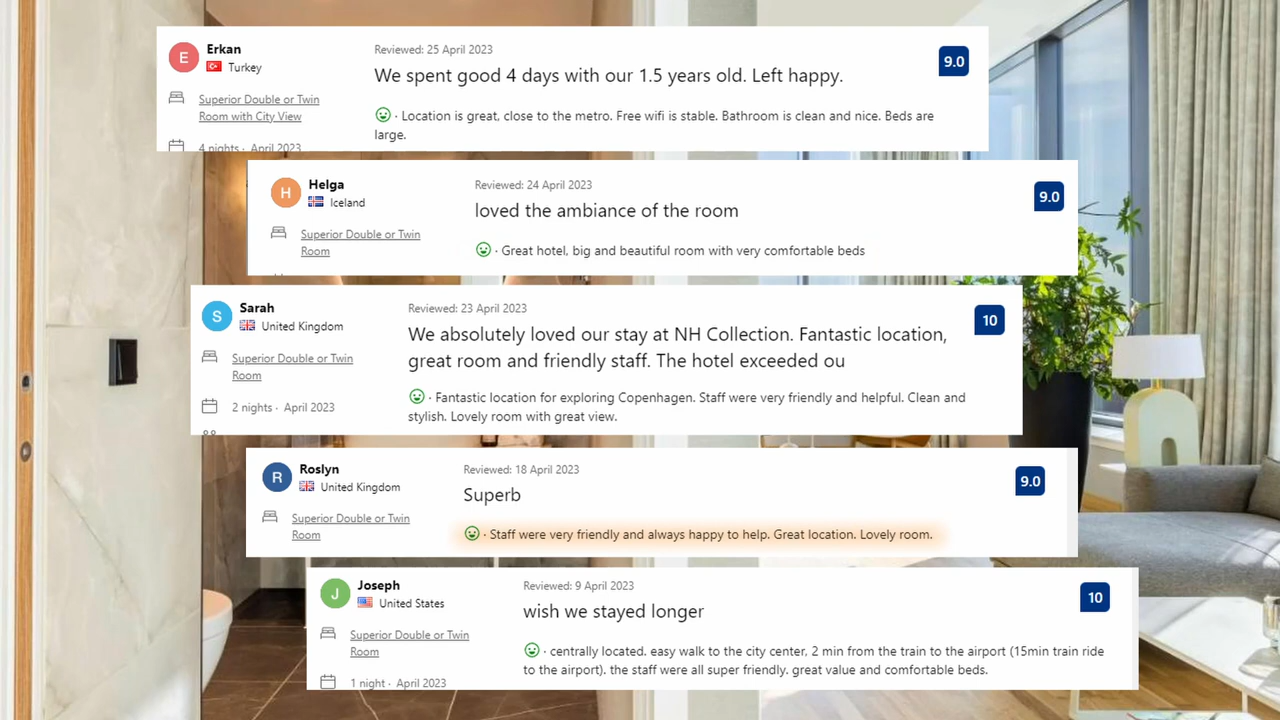 E
Erkan
Turkey
Superior Double or Twin
Room with City View
4 nights · April 2023
Reviewed: 25 April 2023
We spent good 4 days with our 1.5 years old. Left happy.
· Location is great, close to the metro. Free wifi is stable. Bathroom is clean and nice. Beds are
large.
9.0
H
Helga
Iceland
Superior Double or Twin
Room
Reviewed: 24 April 2023
loved the ambiance of the room
· Great hotel, big and beautiful room with very comfortable beds
9.0
S
Sarah
United Kingdom
Superior Double or Twin
Room
2 nights · April 2023
Reviewed: 23 April 2023
We absolutely loved our stay at NH Collection. Fantastic location,
great room and friendly staff. The hotel exceeded ou
· Fantastic location for exploring Copenhagen. Staff were very friendly and helpful. Clean and
stylish. Lovely room with great view.
10
R
Roslyn
United Kingdom
Superior Double or Twin
Room
Reviewed: 18 April 2023
Superb
· Staff were very friendly and always happy to help. Great location. Lovely room.
9.0
J
Joseph
United States
Superior Double or Twin
Room
1 night · April 2023
Reviewed: 9 April 2023
wish we stayed longer
· centrally located. easy walk to the city center, 2 min from the train to the airport (15min train ride
to the airport). the staff were all super friendly. great value and comfortable beds.
10